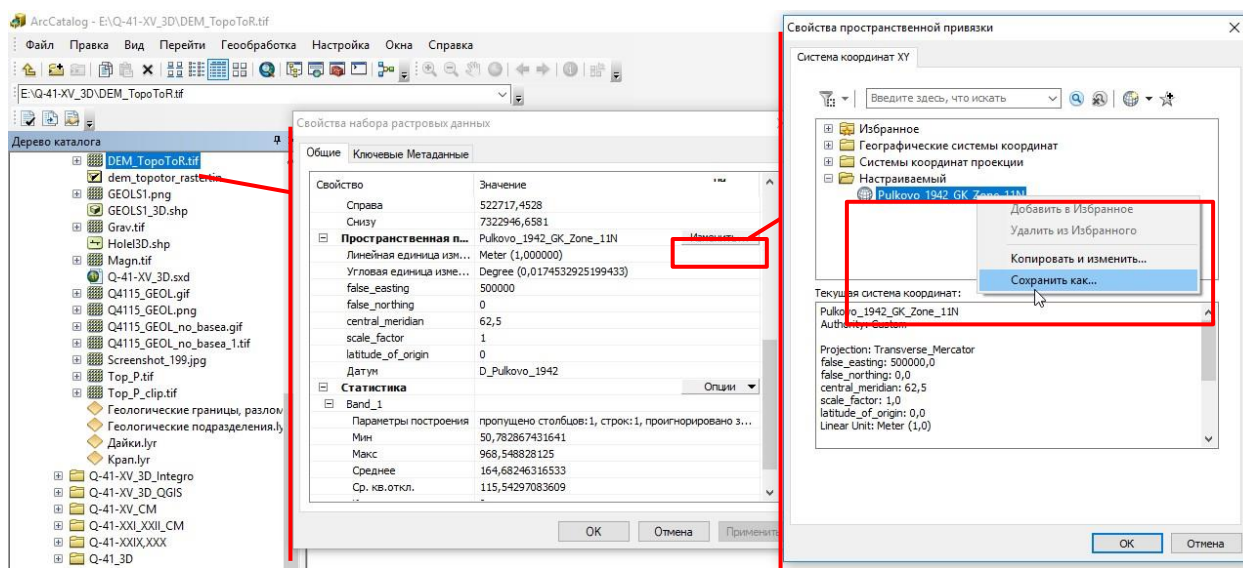 ArcCatalog - E:\Q-41-XV_3D\DEM_TopoToR.tif
Файл Правка Вид Перейти Геообработка Настройка Окна Справка
E:\Q-41-XV_3D\DEM_TopoToR.tif
Дерево каталога
DEM_TopoToR.tif
dem_topotor_rastertin
GEOLS1.png
GEOLS1_3D.shp
Grav.tif
Holel3D.shp
Magn.tif
Q-41-XV_3D.sxd
Q4115_GEOL.gif
Q4115_GEOL.png
Q4115_GEOL_no_basea.gif
Q4115_GEOL_no_basea_1.tif
Screenshot_199.jpg
Top_P.tif
Top_P_clip.tif
Геологические границы, разлом
Геологические подразделения.ly
Дайки.lyr
Крап.lyr
Q-41-XV_3D_Integro
Q-41-XV_3D_QGIS
Q-41-XV_CM
Q-41-XXI_XXII_CM
Q-41-XXIX,XXX
Q-41_3D
Свойства набора растровых данных
Общие Ключевые Метаданные
Свойство Значение
Справа 522717,4528
Снизу 7322946,6581
Пространственная п... Pulkovo_1942_GK_Zone_11N Изменить...
Линейная единица изм... Meter (1,000000)
Угловая единица изме... Degree (0,0174532925199433)
false_easting 500000
false_northing 0
central_meridian 62,5
scale_factor 1
latitude_of_origin 0
Датум D_Pulkovo_1942
Статистика Опции
Band_1
Параметры построения пропущено столбцов:1, строк:1, проигнорировано з...
Мин 50,782867431641
Макс 968,548828125
Среднее 164,68246316533
Ср. кв.откл. 115,54297083609
OK Отмена Применить
Свойства пространственной привязки
Система координат XY
Введите здесь, что искать
Избранное
Географические системы координат
Системы координат проекции
Настраиваемый
Pulkovo_1942_GK_Zone_11N
Добавить в Избранное
Удалить из Избранного
Копировать и изменить...
Сохранить как...
Текущая система координат:
Pulkovo_1942_GK_Zone_11N
Authority: Custom
Projection: Transverse_Mercator
false_easting: 500000,0
false_northing: 0,0
central_meridian: 62,5
scale_factor: 1,0
latitude_of_origin: 0,0
Linear Unit: Meter (1,0)
OK Отмена